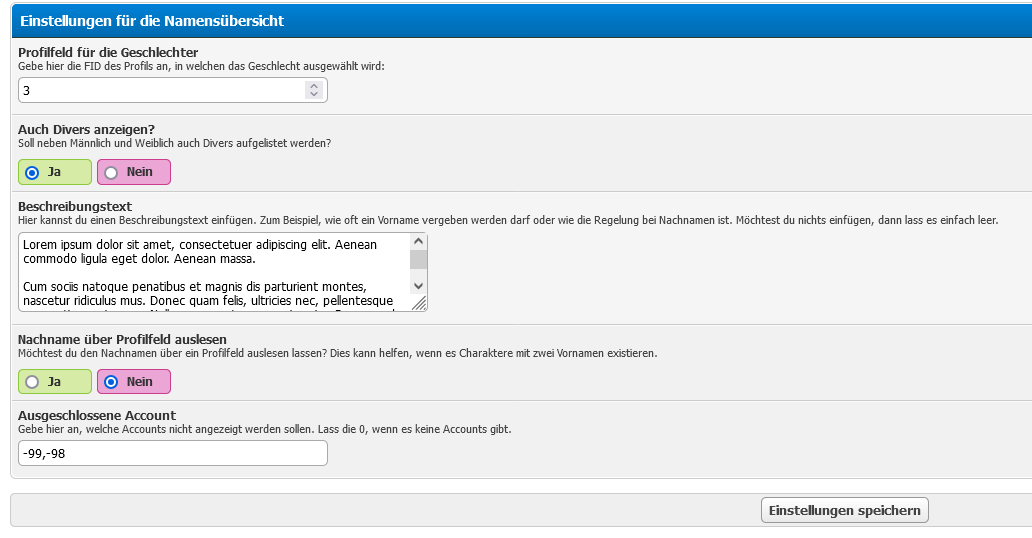 Einstellungen für die Namensübersicht
Profilfeld für die Geschlechter
Gebe hier die FID des Profils an, in welchen das Geschlecht ausgewählt wird:
3
Auch Divers anzeigen?
Soll neben Männlich und Weiblich auch Divers aufgelistet werden?
Ja Nein
Beschreibungstext
Hier kannst du einen Beschreibungstext einfügen. Zum Beispiel, wie oft ein Vorname vergeben werden darf oder wie die Regelung bei Nachnamen ist. Möchtest du nichts einfügen, dann lass es einfach leer.
Lorem ipsum dolor sit amet, consectetuer adipiscing elit. Aenean
commodo ligula eget dolor. Aenean massa.
Cum sociis natoque penatibus et magnis dis parturient montes,
nascetur ridiculus mus. Donec quam felis, ultricies nec, pellentesque
Nachname über Profilfeld auslesen
Möchtest du den Nachnamen über ein Profilfeld auslesen lassen? Dies kann helfen, wenn es Charaktere mit zwei Vornamen existieren.
Ja Nein
Ausgeschlossene Account
Gebe hier an, welche Accounts nicht angezeigt werden sollen. Lass die 0, wenn es keine Accounts gibt.
-99,-98
Einstellungen speichern